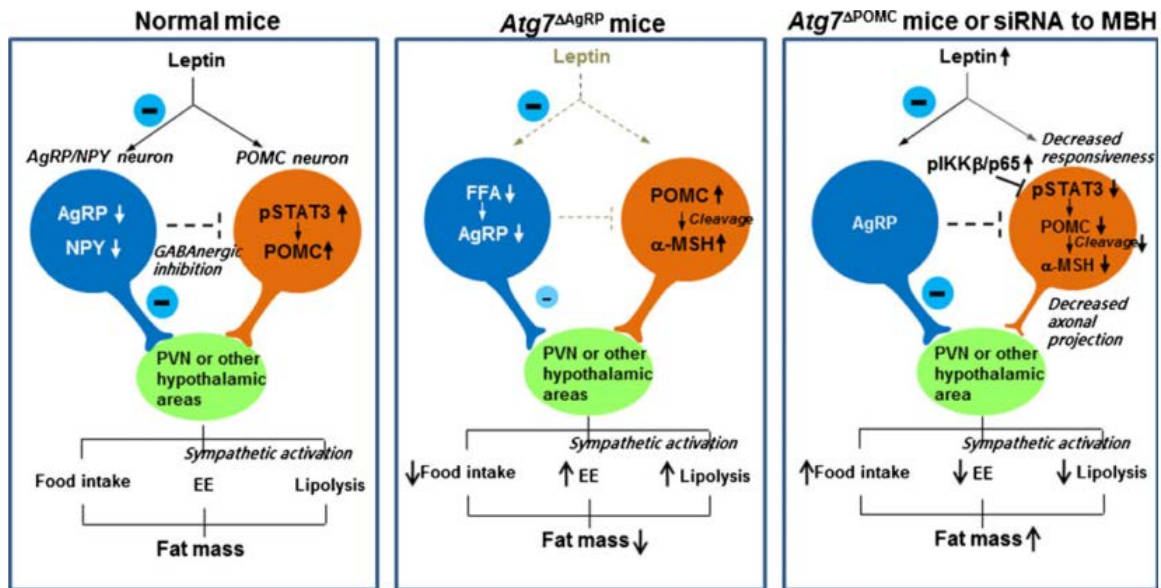 Normal mice
Leptin
−
AgRP/NPY neuron
POMC neuron
AgRP ↓
NPY ↓
GABAnergic
inhibition
pSTAT3 ↑
↓
POMC ↑
−
PVN or other
hypothalamic
areas
Sympathetic activation
Food intake
EE
Lipolysis
Fat mass
Atg7ΔAgRP mice
Leptin
−
FFA ↓
↓
AgRP ↓
POMC ↑
↓ Cleavage
α-MSH ↑
−
PVN or other
hypothalamic
areas
Sympathetic activation
↓ Food intake
↑ EE
↑ Lipolysis
Fat mass ↓
Atg7ΔPOMC mice or siRNA to MBH
Leptin ↑
−
Decreased
responsiveness
pIKKβ/p65 ↑
AgRP
pSTAT3 ↓
↓
POMC ↓
↓ Cleavage ↓
α-MSH ↓
−
Decreased
axonal
projection
PVN or other
hypothalamic
area
Sympathetic activation
↑ Food intake
↓ EE
↓ Lipolysis
Fat mass ↑